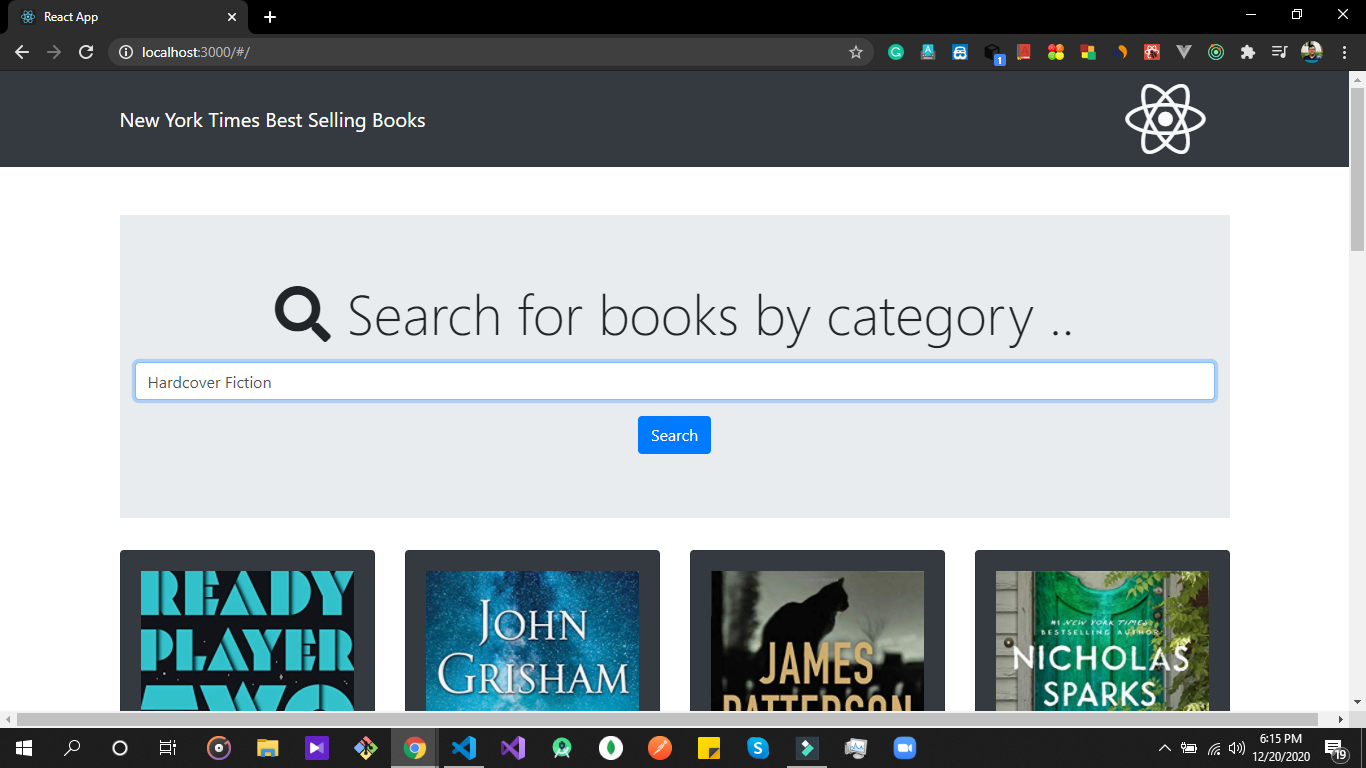 React App
localhost:3000/#/
1
New York Times Best Selling Books
Search for books by category ..
Hardcover Fiction
Search
READY
PLAYER
TWO
JOHN
GRISHAM
JAMES
PATTERSON
#1 NEW YORK TIMES
BESTSELLING AUTHOR
NICHOLAS
SPARKS
6:15 PM
12/20/2020
19